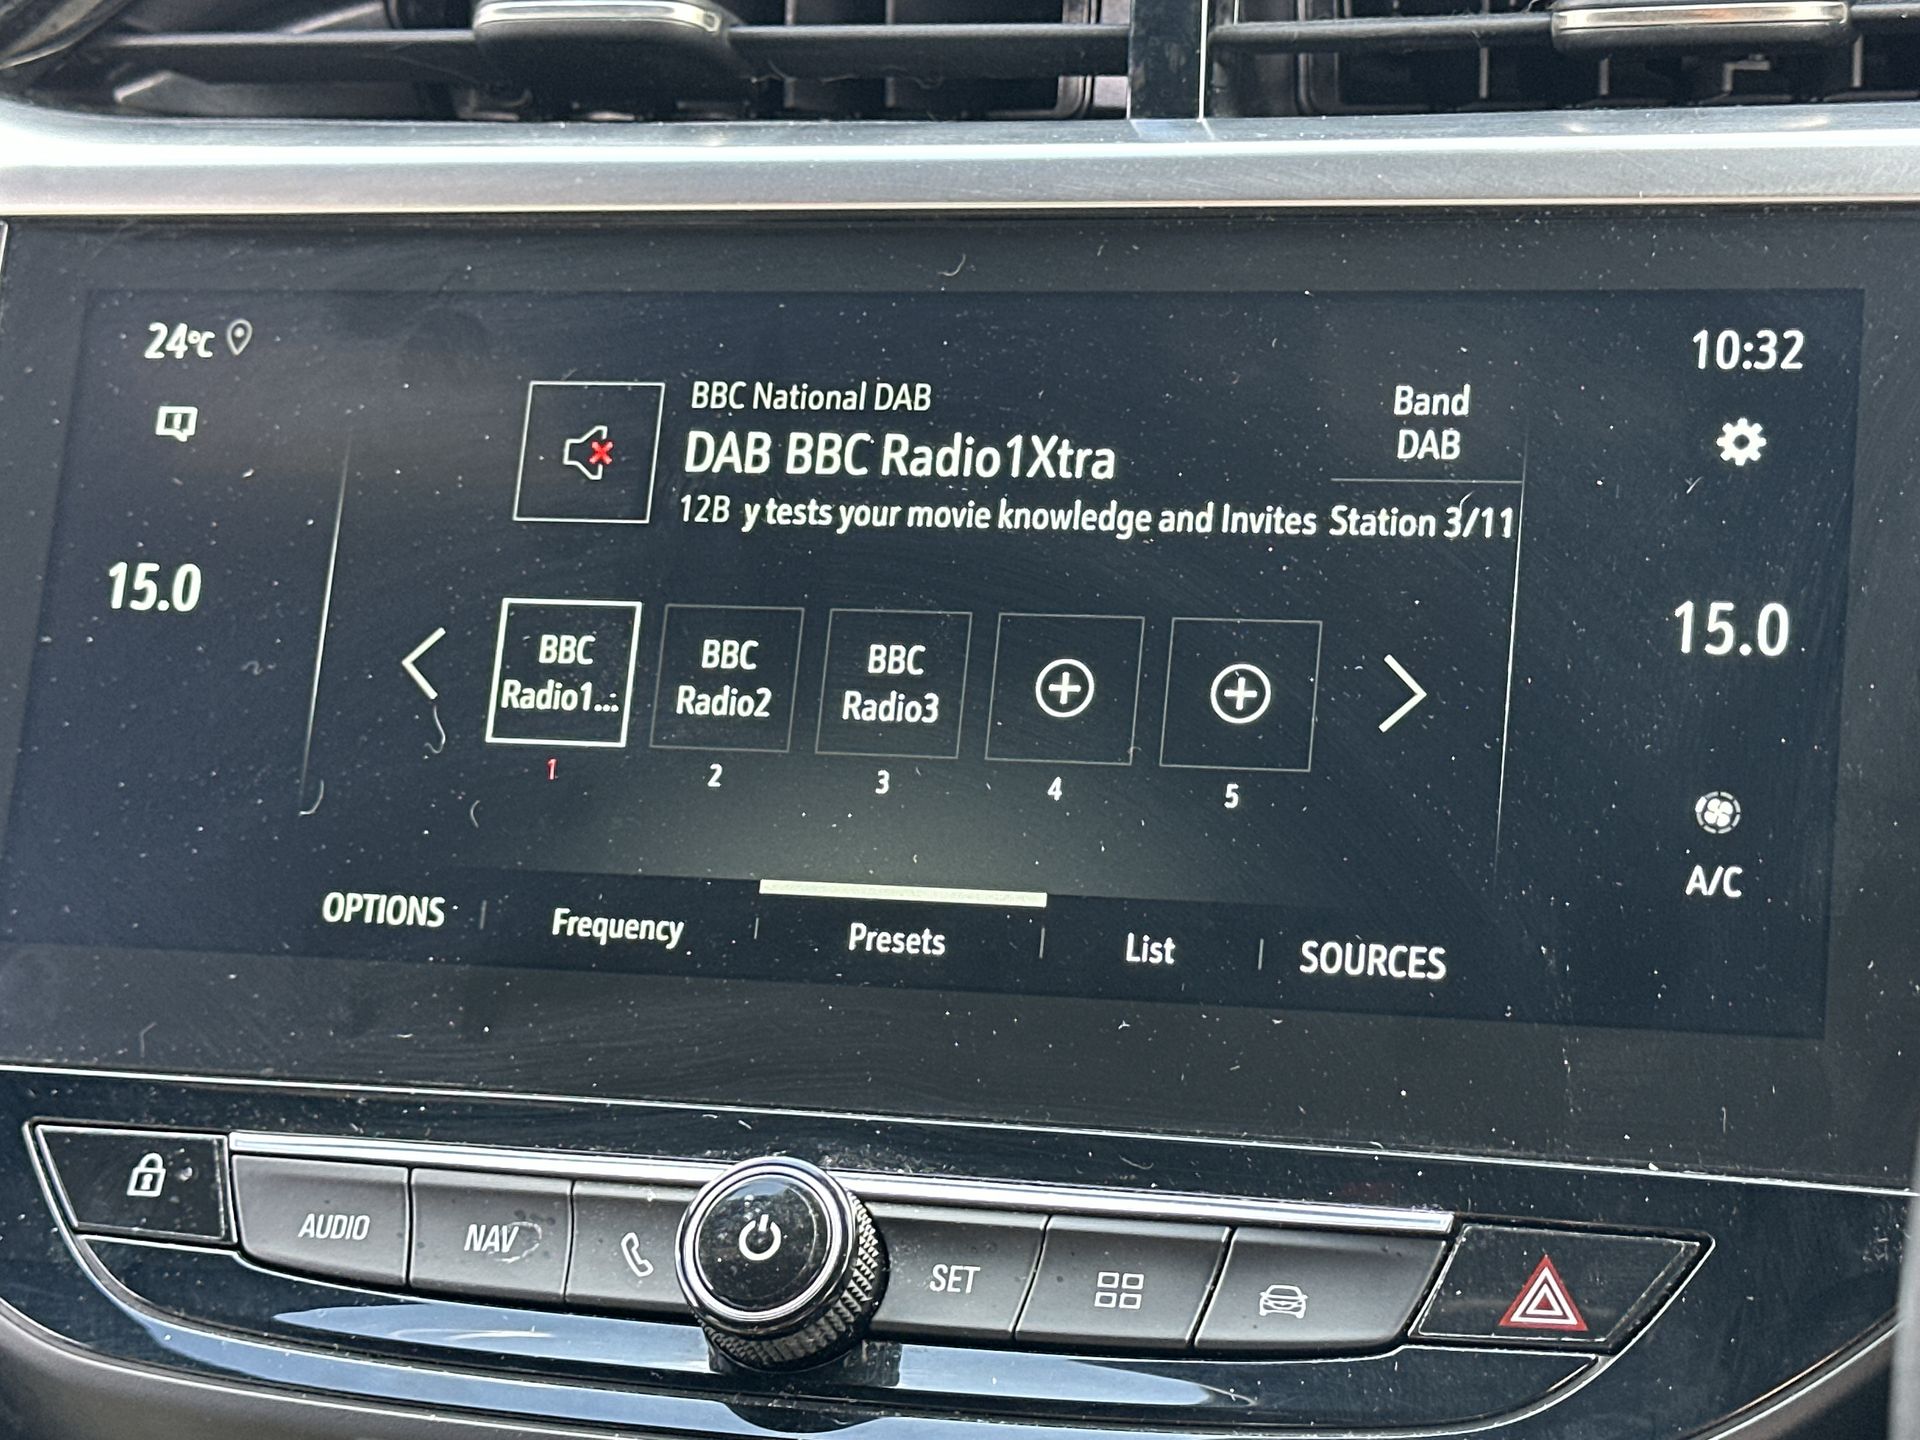 24°C
10:32
BBC National DAB
DAB BBC Radio1Xtra
12B y tests your movie knowledge and Invites
Band
DAB
Station 3/11
15.0
15.0
BBC
Radio1...
BBC
Radio2
BBC
Radio3
1
2
3
4
5
A/C
OPTIONS
Frequency
Presets
List
SOURCES
AUDIO
NAV
SET